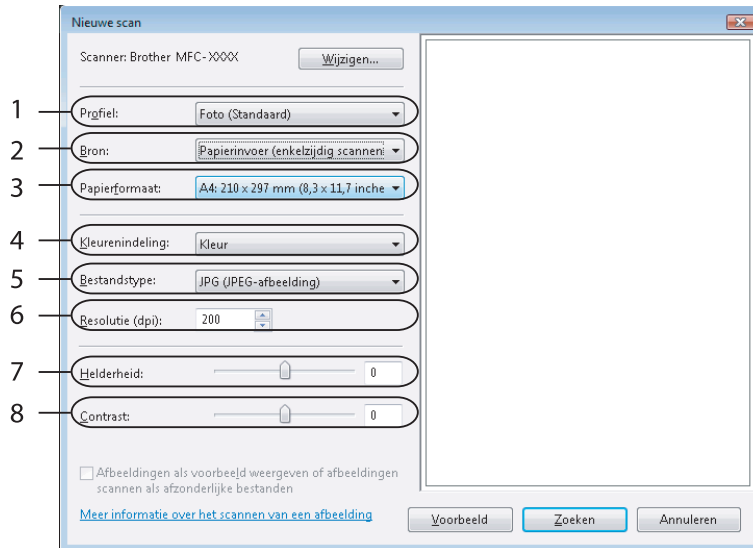 Nieuwe scan
Scanner: Brother MFC-XXXX
Wijzigen...
1 Profiel: Foto (Standaard)
2 Bron: Papierinvoer (enkelzijdig scannen
3 Papierformaat: A4: 210 x 297 mm (8,3 x 11,7 inche
4 Kleurenindeling: Kleur
5 Bestandstype: JPG (JPEG-afbeelding)
6 Resolutie (dpi): 200
7 Helderheid: 0
8 Contrast: 0
Afbeeldingen als voorbeeld weergeven of afbeeldingen
scannen als afzonderlijke bestanden
Meer informatie over het scannen van een afbeelding
Voorbeeld Zoeken Annuleren